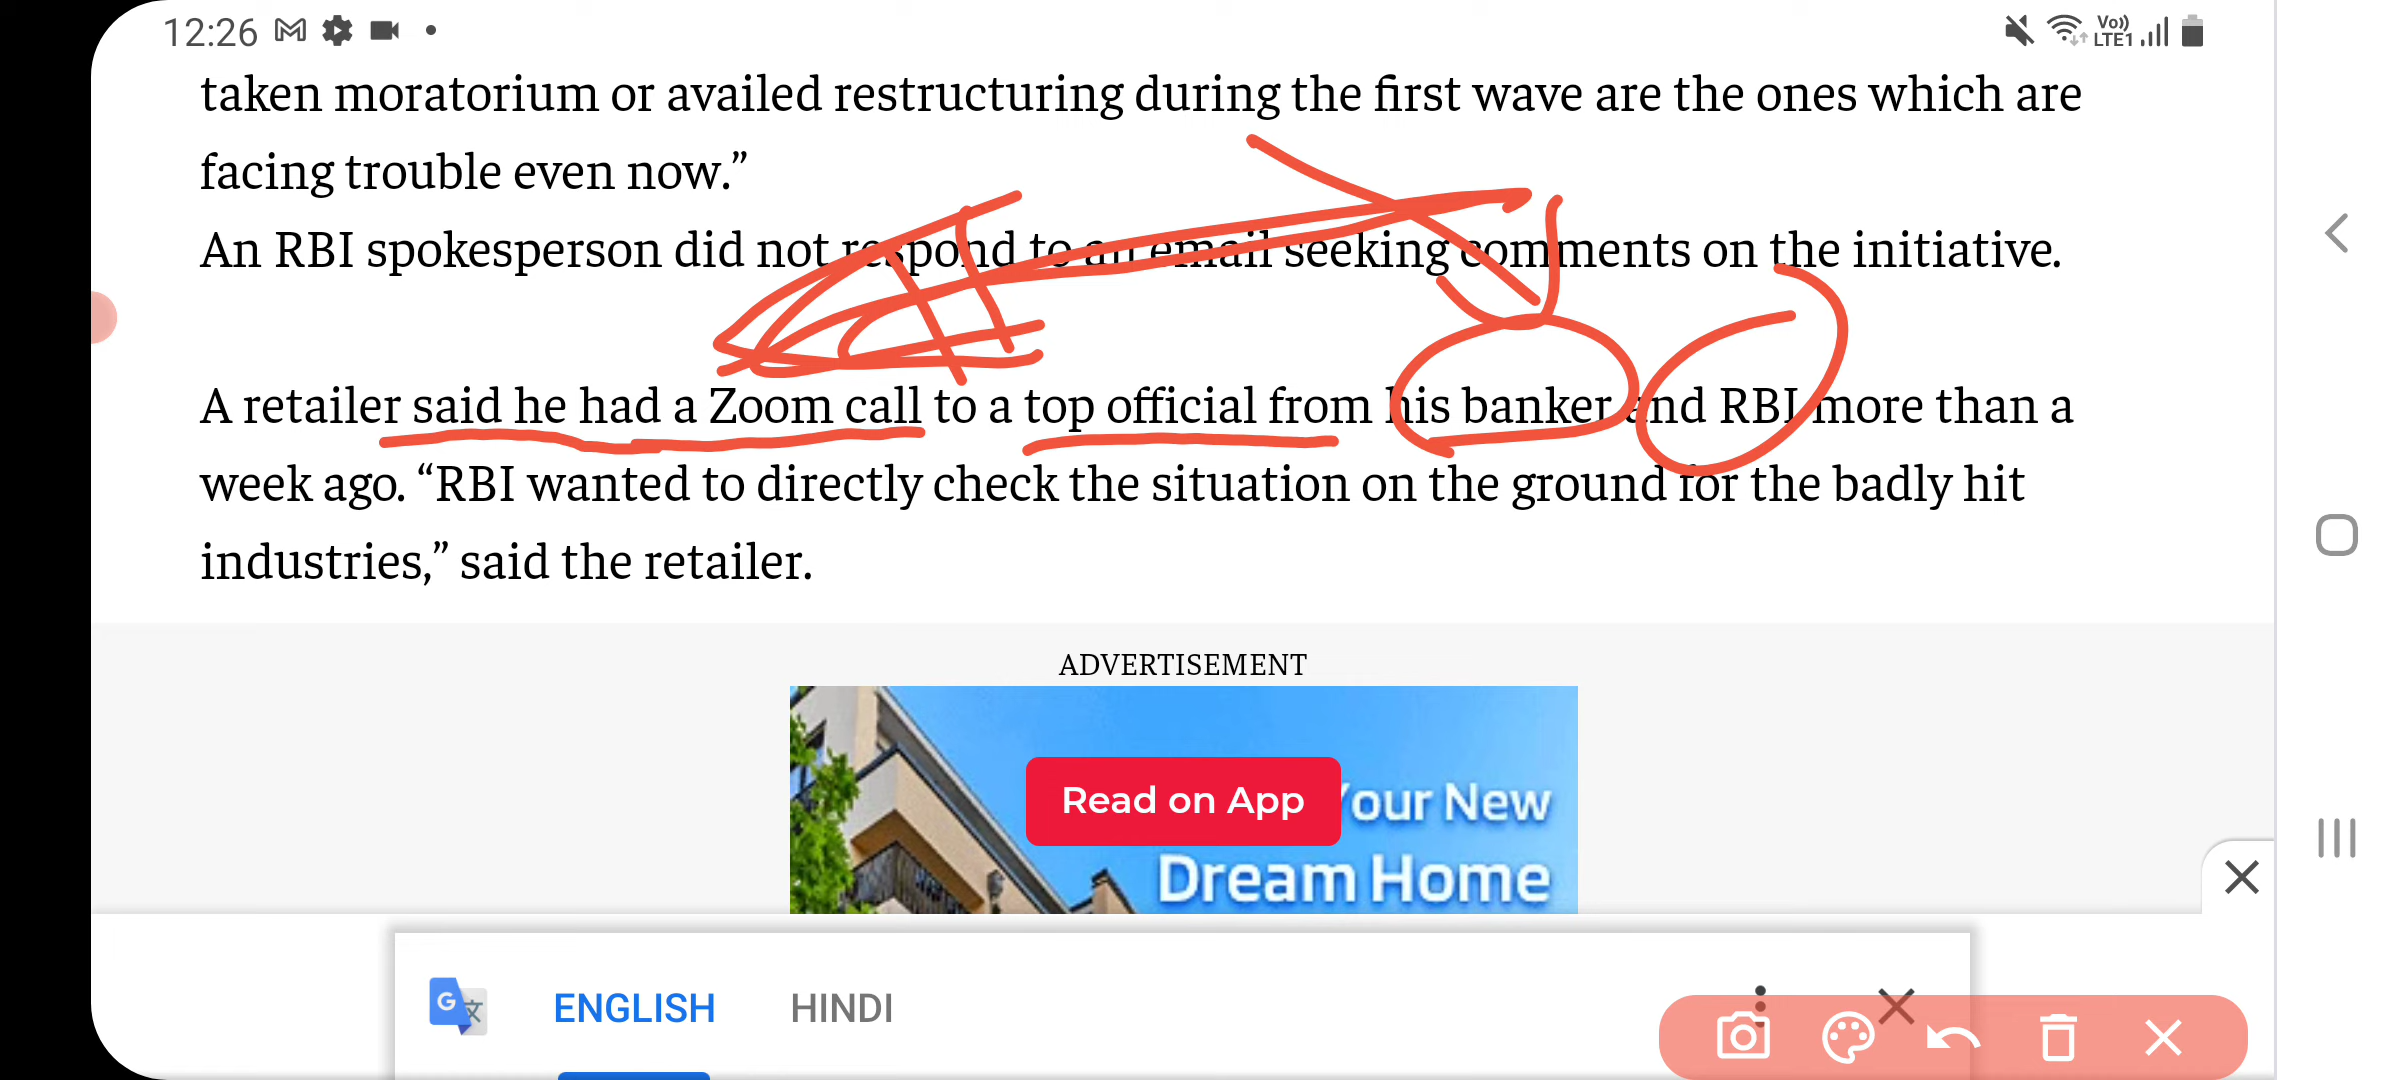 12:26
Vo))
LTE1
taken moratorium or availed restructuring during the first wave are the ones which are
facing trouble even now.”
An RBI spokesperson did not respond to an email seeking comments on the initiative.
A retailer said he had a Zoom call to a top official from his banker and RBI more than a
week ago. “RBI wanted to directly check the situation on the ground for the badly hit
industries,” said the retailer.
ADVERTISEMENT
Read on App
Your New
Dream Home
G
文
ENGLISH HINDI